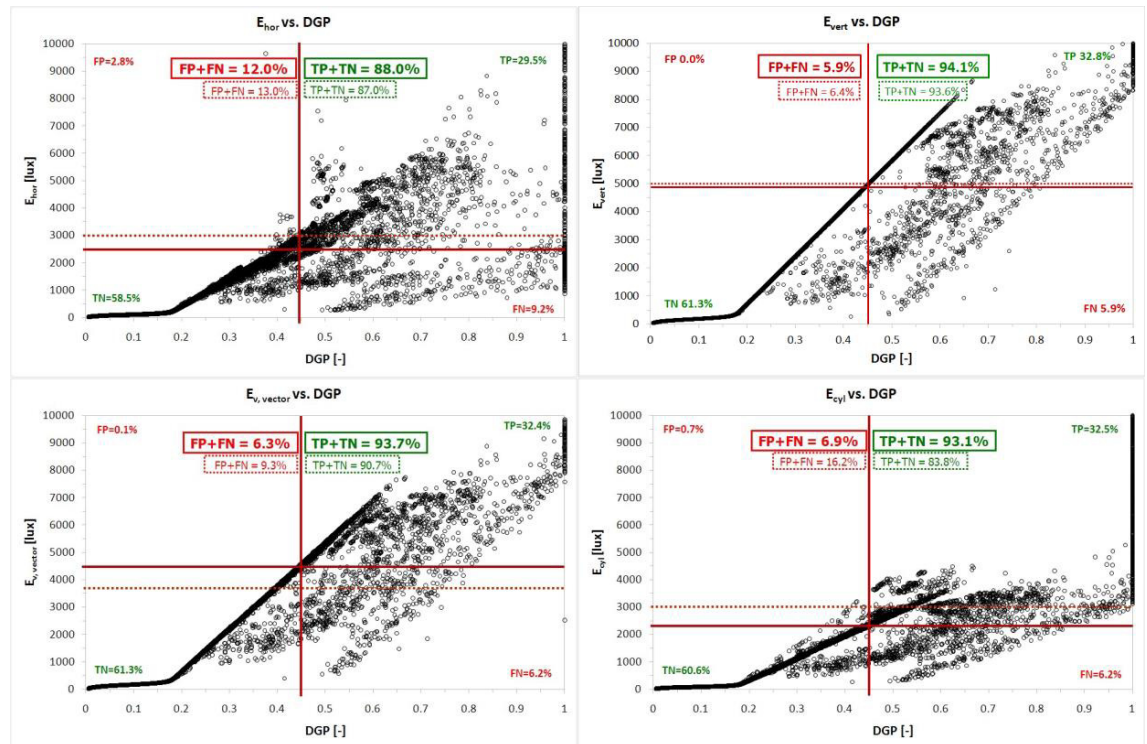 E_hor vs. DGP
FP=2.8%
FP+FN = 12.0%
TP+TN = 88.0%
TP=29.5%
FP+FN = 13.0%
TP+TN = 87.0%
E_hor [lux]
10000
9000
8000
7000
6000
5000
4000
3000
2000
1000
0
TN=58.5%
FN=9.2%
0 0.1 0.2 0.3 0.4 0.5 0.6 0.7 0.8 0.9 1
DGP [-]
E_vert vs. DGP
FP 0.0%
FP+FN = 5.9%
TP+TN = 94.1%
TP 32.8%
FP+FN = 6.4%
TP+TN = 93.6%
E_vert [lux]
10000
9000
8000
7000
6000
5000
4000
3000
2000
1000
0
TN 61.3%
FN 5.9%
0 0.1 0.2 0.3 0.4 0.5 0.6 0.7 0.8 0.9 1
DGP [-]
E_v, vector vs. DGP
FP=0.1%
FP+FN = 6.3%
TP+TN = 93.7%
TP=32.4%
FP+FN = 9.3%
TP+TN = 90.7%
E_v, vector [lux]
10000
9000
8000
7000
6000
5000
4000
3000
2000
1000
0
TN=61.3%
FN=6.2%
0 0.1 0.2 0.3 0.4 0.5 0.6 0.7 0.8 0.9 1
DGP [-]
E_cyl vs. DGP
FP=0.7%
FP+FN = 6.9%
TP+TN = 93.1%
TP=32.5%
FP+FN = 16.2%
TP+TN = 83.8%
E_cyl [lux]
10000
9000
8000
7000
6000
5000
4000
3000
2000
1000
0
TN=60.6%
FN=6.2%
0 0.1 0.2 0.3 0.4 0.5 0.6 0.7 0.8 0.9 1
DGP [-]